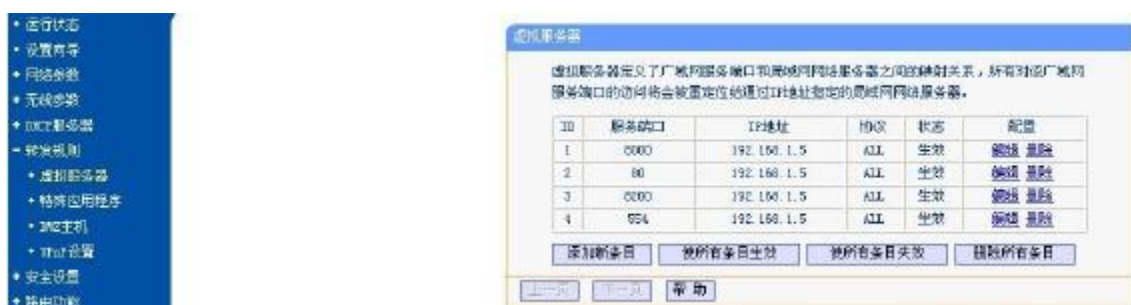 • 运行状态
• 设置向导
+ 网络参数
+ 无线参数
+ DHCP服务器
- 转发规则
• 虚拟服务器
• 特殊应用程序
• DMZ主机
• UPnP设置
+ 安全设置
+ 路由功能
虚拟服务器
虚拟服务器定义了广域网服务端口和局域网网络服务器之间的映射关系，所有对该广域网
服务端口的访问将会被重定位给通过IP地址指定的局域网网络服务器。
ID 服务端口 IP地址 协议 状态 配置
1 8000 192.168.1.5 ALL 生效 编辑 删除
2 80 192.168.1.5 ALL 生效 编辑 删除
3 192.168.1.5 ALL 生效 编辑 删除
4 554 192.168.1.5 ALL 生效 编辑 删除
添加新条目 使所有条目生效 使所有条目失效 删除所有条目
上一页 下一页 帮 助